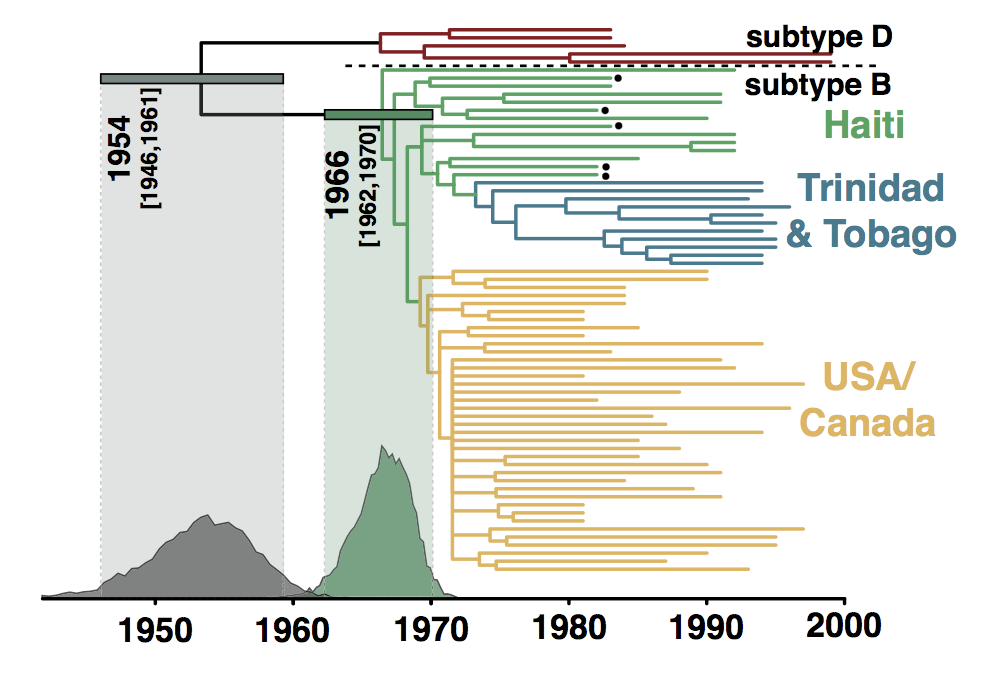 subtype D
subtype B
Haiti
1954
[1946,1961]
1966
[1962,1970]
Trinidad
& Tobago
USA/
Canada
1950 1960 1970 1980 1990 2000